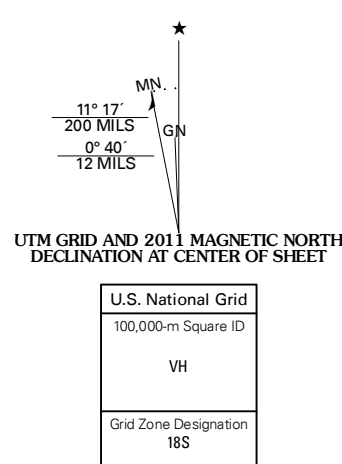 ★
MN
11° 17´
200 MILS
GN
0° 40´
12 MILS
UTM GRID AND 2011 MAGNETIC NORTH
DECLINATION AT CENTER OF SHEET
U.S. National Grid
100,000-m Square ID
VH
Grid Zone Designation
18S